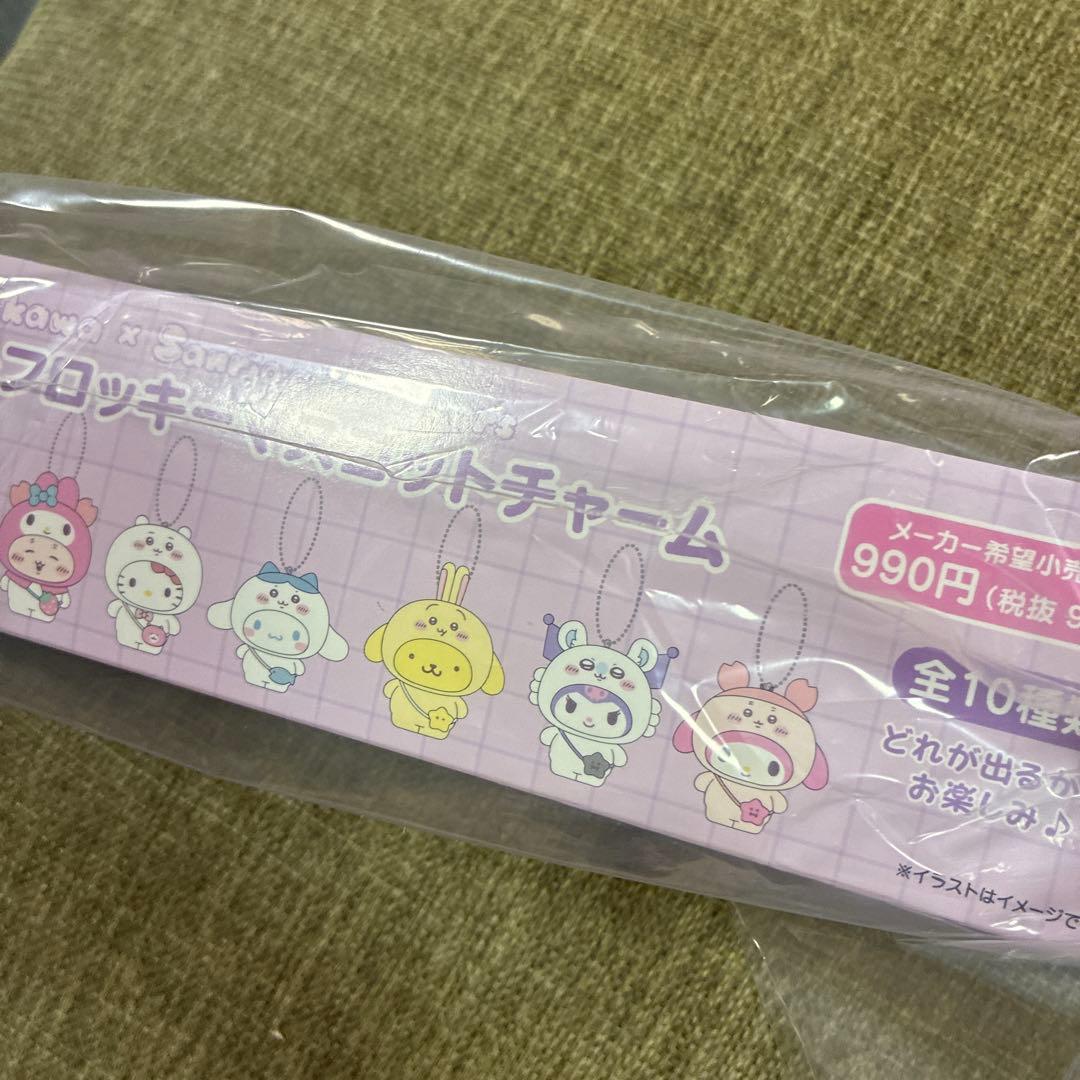 kawa x Sanrio
フロッキーマスコットチャーム
メーカー希望小売
990円(税抜 9
全10種類
どれが出るか
お楽しみ♪
※イラストはイメージで